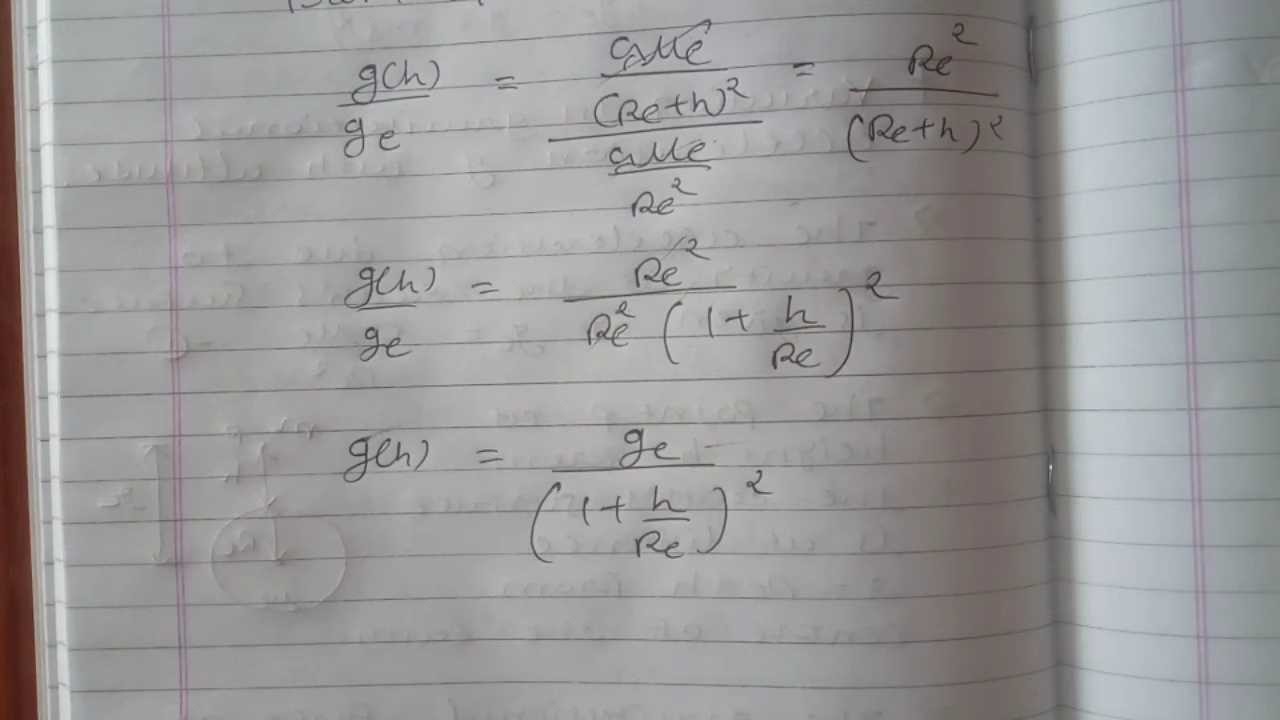 g(h)/ge = (GMe/(Re+h)²)/(GMe/Re²) = Re²/(Re+h)²
g(h)/ge = Re²/(Re²(1+h/Re)²)
g(h) = ge/(1+h/Re)²